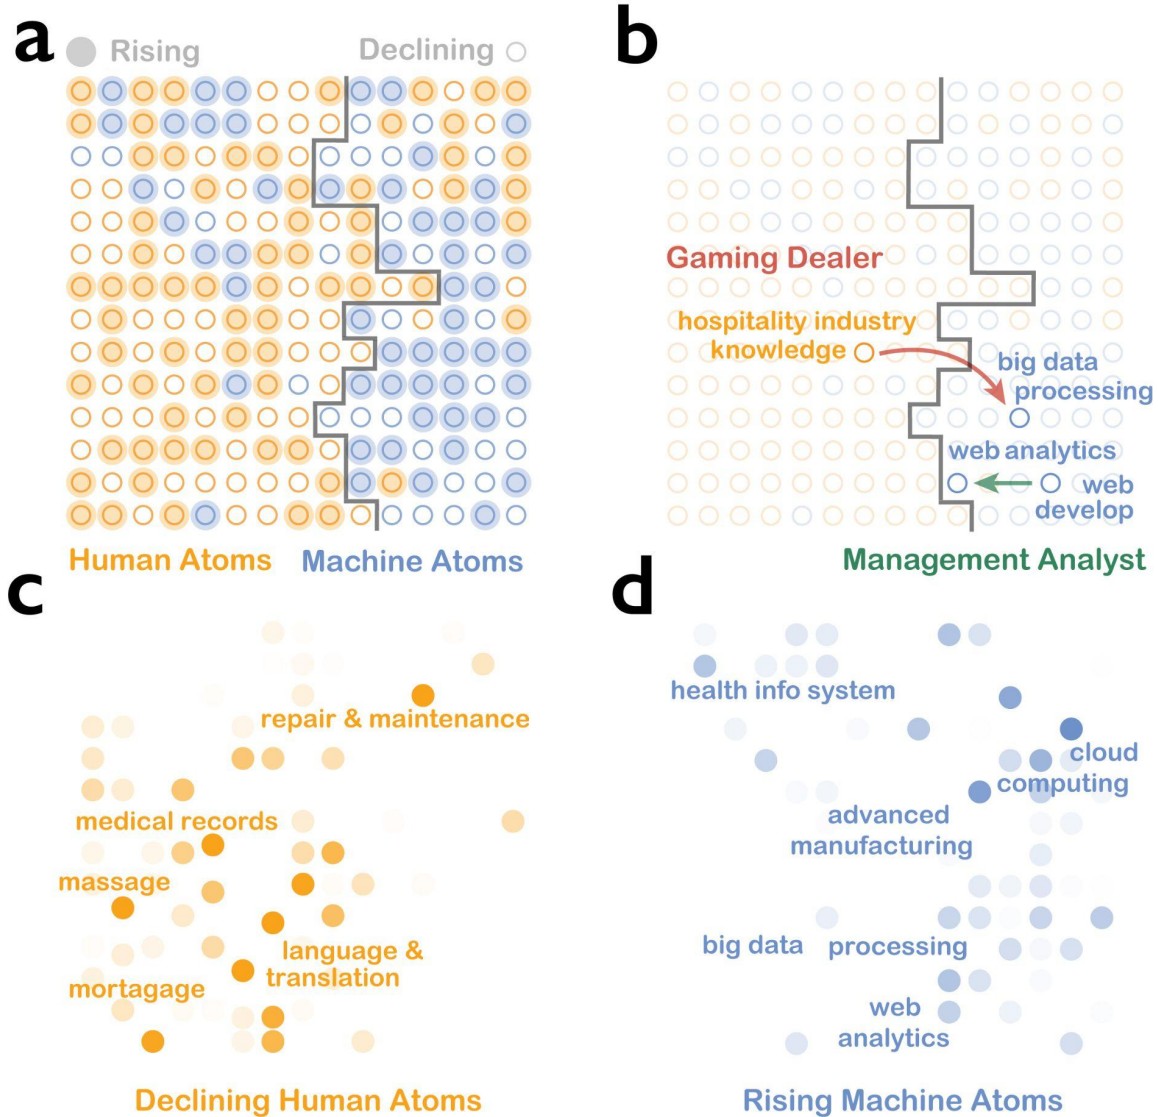 a
Rising
Declining
Human Atoms
Machine Atoms
b
Gaming Dealer
hospitality industry
knowledge
big data
processing
web analytics
web
develop
Management Analyst
c
repair & maintenance
medical records
massage
language &
translation
mortagage
Declining Human Atoms
d
health info system
cloud
computing
advanced
manufacturing
big data processing
web
analytics
Rising Machine Atoms